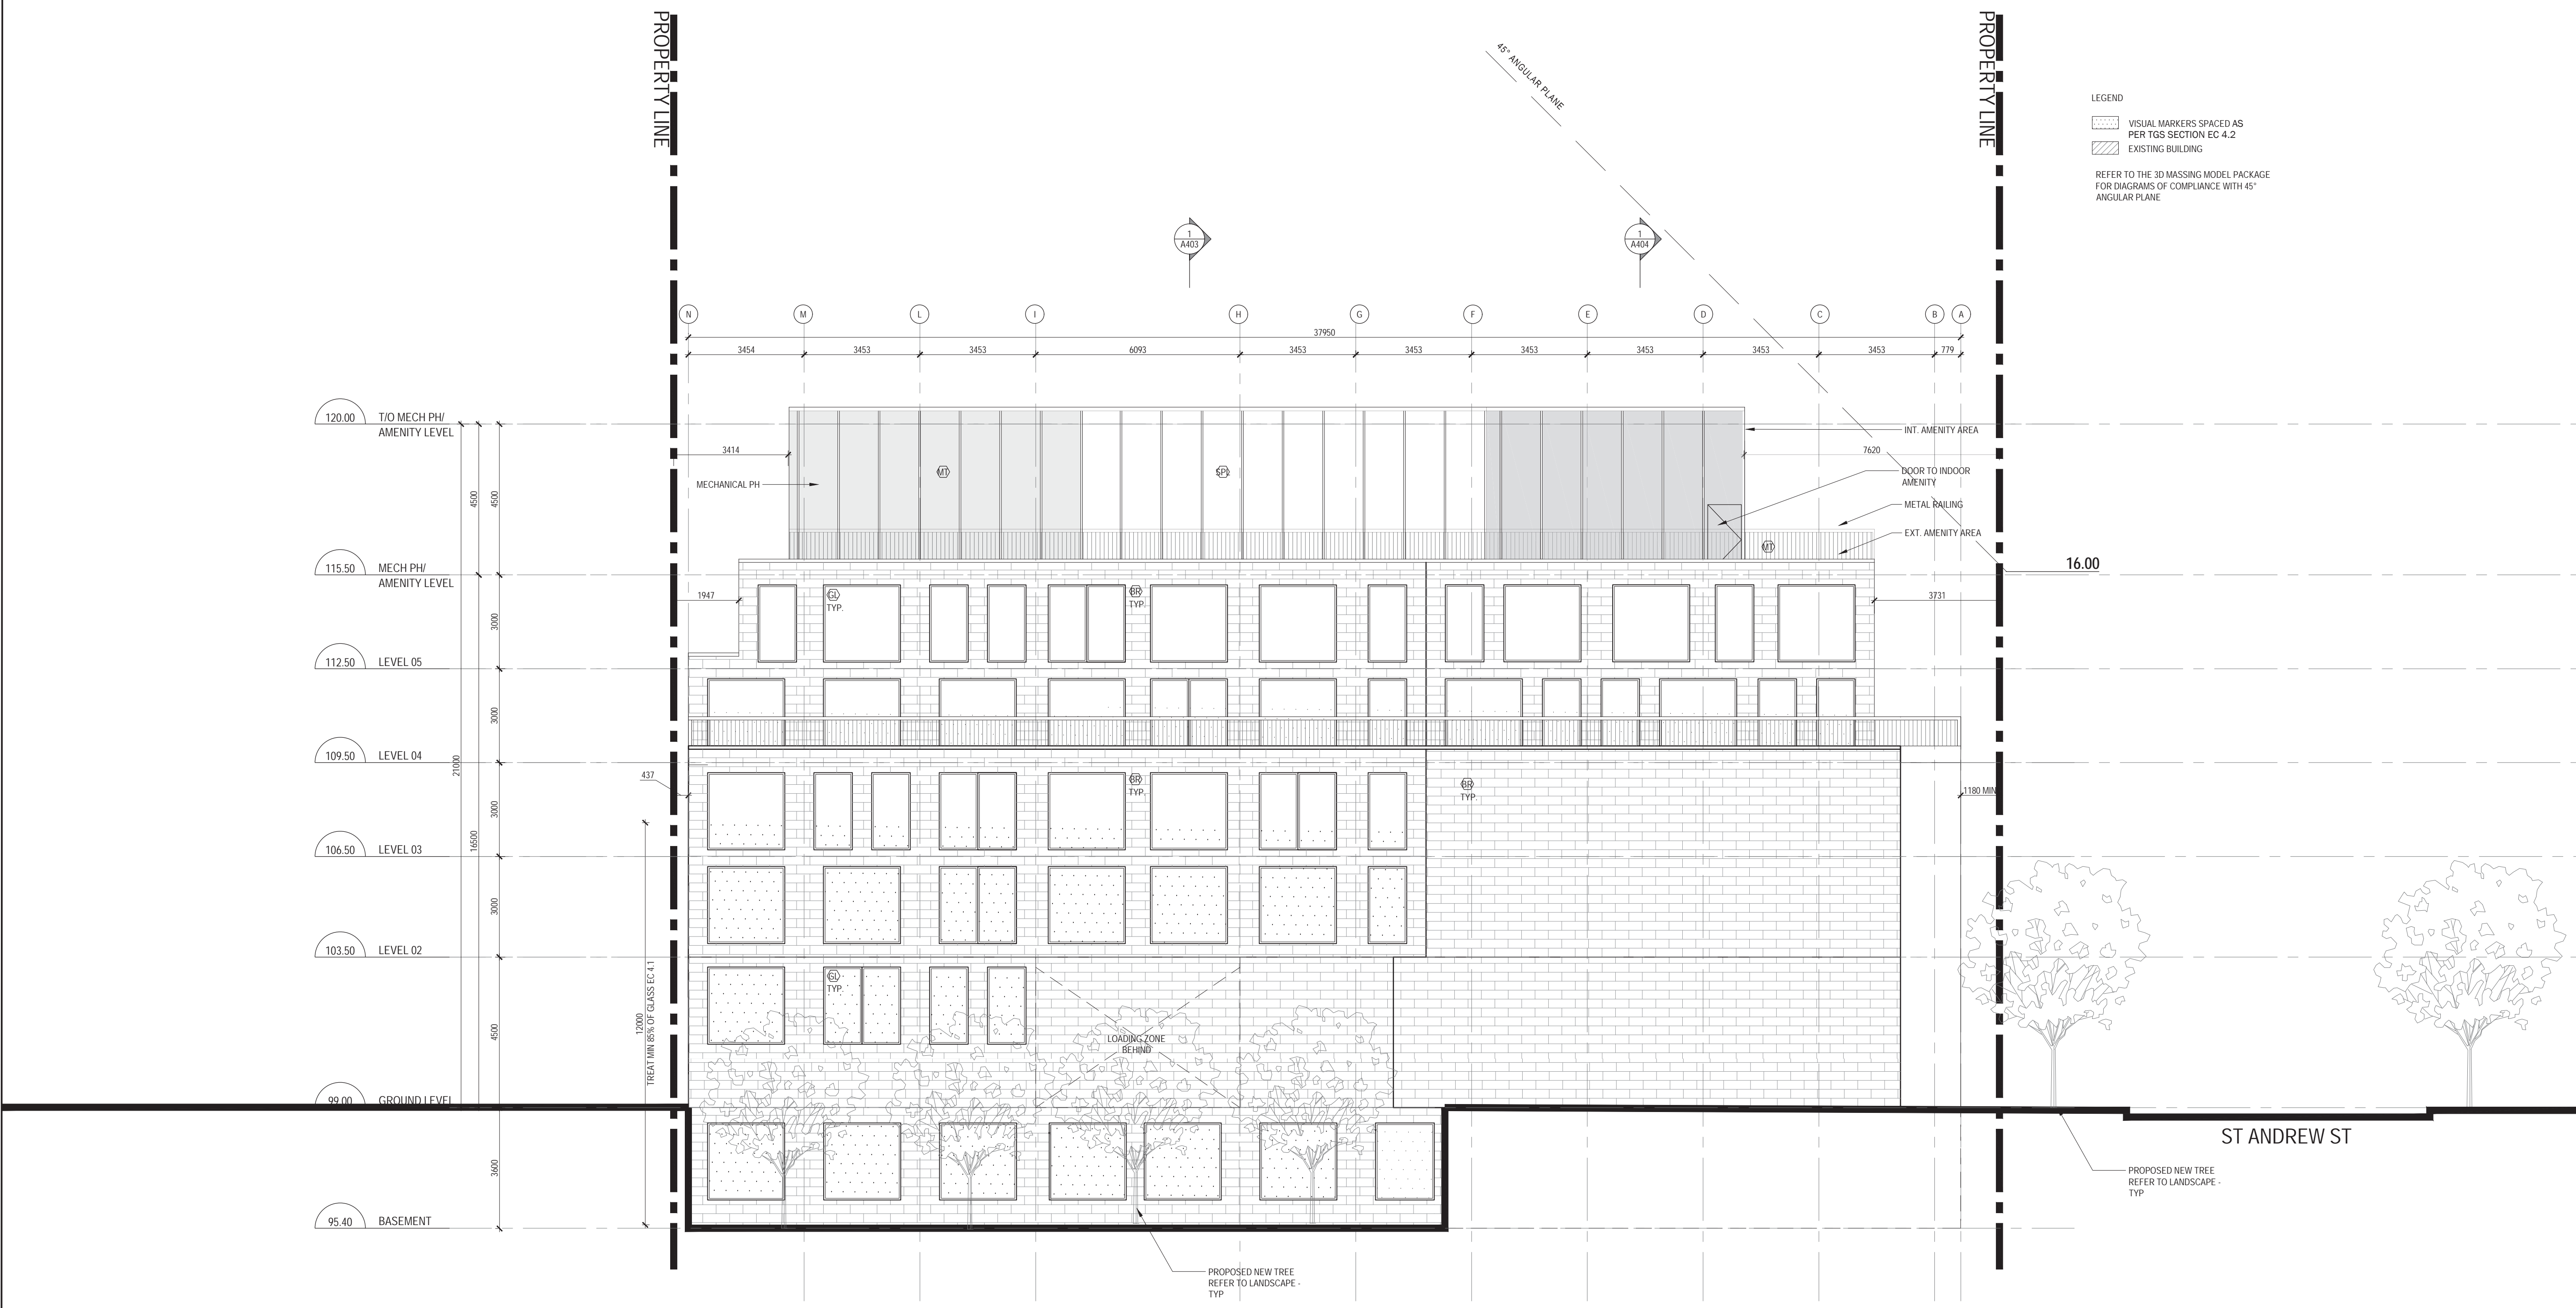 PROPERTY LINE
PROPERTY LINE
45° ANGULAR PLANE
LEGEND
VISUAL MARKERS SPACED AS
PER TGS SECTION EC 4.2
EXISTING BUILDING
REFER TO THE 3D MASSING MODEL PACKAGE
FOR DIAGRAMS OF COMPLIANCE WITH 45°
ANGULAR PLANE
1
A403
1
A404
N M L I H G F E D C B A
37950
3454 3453 3453 6093 3453 3453 3453 3453 3453 3453 779
120.00 T/O MECH PH/
AMENITY LEVEL
INT. AMENITY AREA
3414
7620
MT
SPL
DOOR TO INDOOR
AMENITY
MECHANICAL PH
4500
4500
METAL RAILING
EXT. AMENITY AREA
MT
115.50 MECH PH/
AMENITY LEVEL
16.00
1947
3731
GL
TYP.
BR
TYP.
3000
112.50 LEVEL 05
3000
109.50 LEVEL 04
21000
437
BR
TYP.
BR
TYP.
1180 MIN
3000
16500
106.50 LEVEL 03
3000
103.50 LEVEL 02
GL
TYP.
12000
TREAT MIN 85% OF GLASS EC 4.1
4500
LOADING ZONE
BEHIND
99.00 GROUND LEVEL
ST ANDREW ST
3600
PROPOSED NEW TREE
REFER TO LANDSCAPE -
TYP
95.40 BASEMENT
PROPOSED NEW TREE
REFER TO LANDSCAPE -
TYP